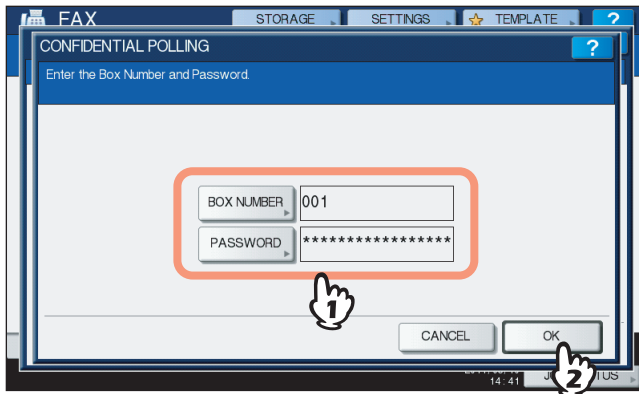 FAX STORAGE SETTINGS TEMPLATE ?
CONFIDENTIAL POLLING ?
Enter the Box Number and Password.
BOX NUMBER 001
PASSWORD *****************
1
CANCEL OK
2
14:41